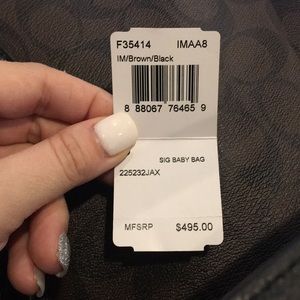 F35414 IMAA8
IM/Brown/Black
8 88067 76465 9
SIG BABY BAG
225232JAX
MFSRP $495.00